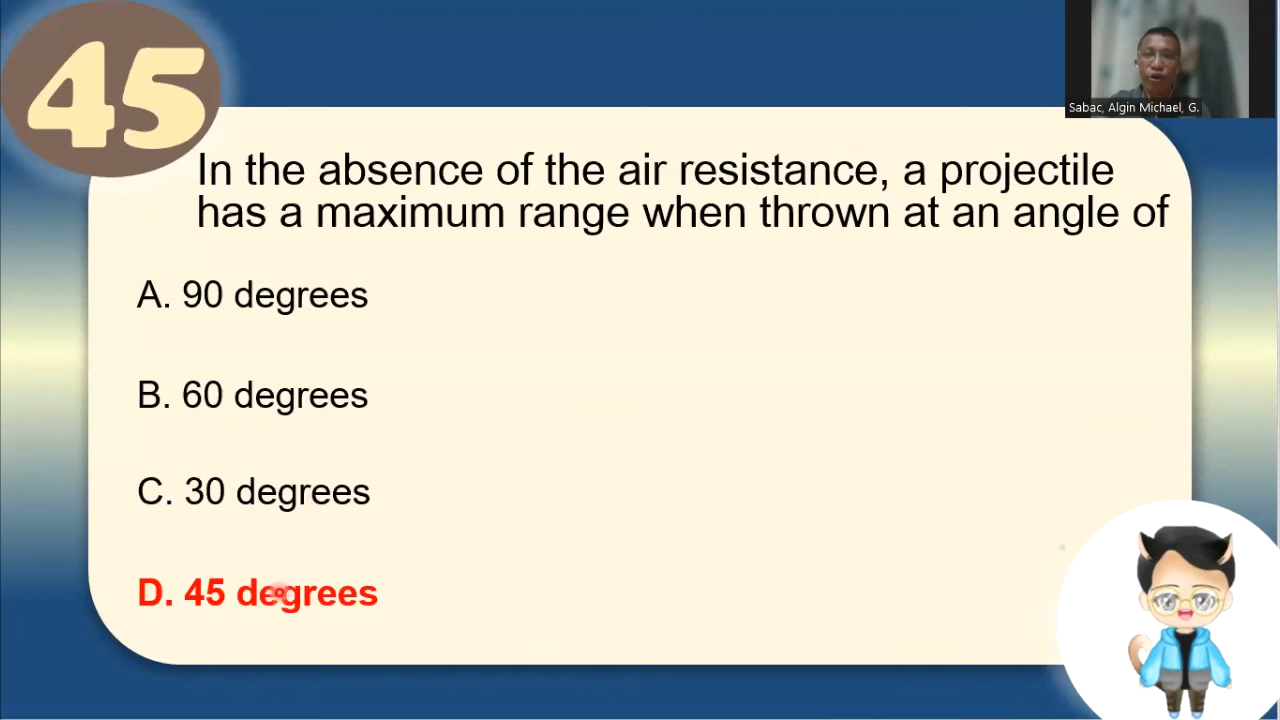 45
Sabac, Algin Michael, G.
In the absence of the air resistance, a projectile
has a maximum range when thrown at an angle of
A. 90 degrees
B. 60 degrees
C. 30 degrees
D. 45 degrees